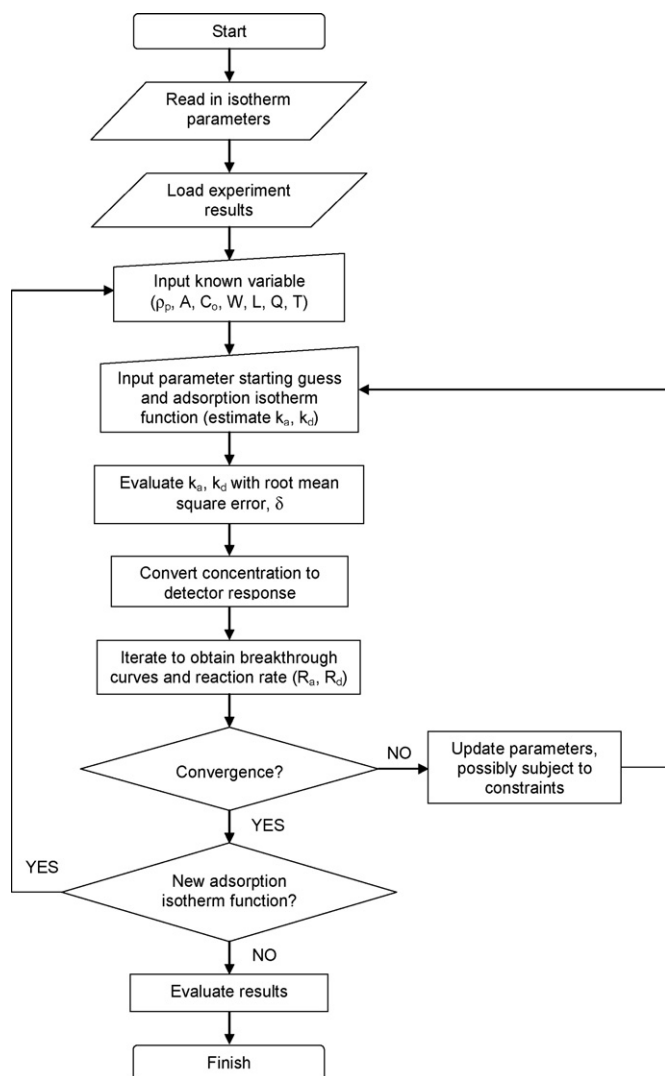 Start
Read in isotherm
parameters
Load experiment
results
Input known variable
(ρₚ, A, Cₒ, W, L, Q, T)
Input parameter starting guess
and adsorption isotherm
function (estimate kₐ, k_d)
Evaluate kₐ, k_d with root mean
square error, δ
Convert concentration to
detector response
Iterate to obtain breakthrough
curves and reaction rate (Rₐ, R_d)
Convergence?
NO
Update parameters,
possibly subject to
constraints
YES
YES
New adsorption
isotherm function?
NO
Evaluate results
Finish